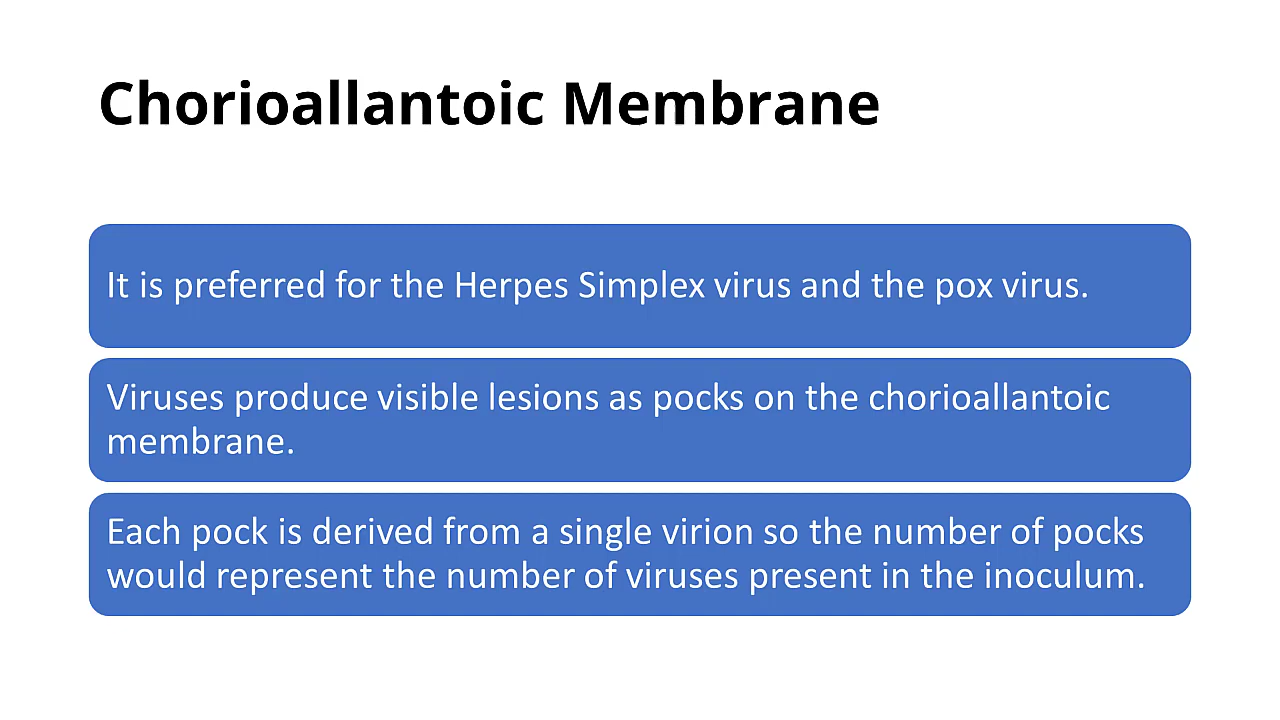 Chorioallantoic Membrane
It is preferred for the Herpes Simplex virus and the pox virus.
Viruses produce visible lesions as pocks on the chorioallantoic
membrane.
Each pock is derived from a single virion so the number of pocks
would represent the number of viruses present in the inoculum.